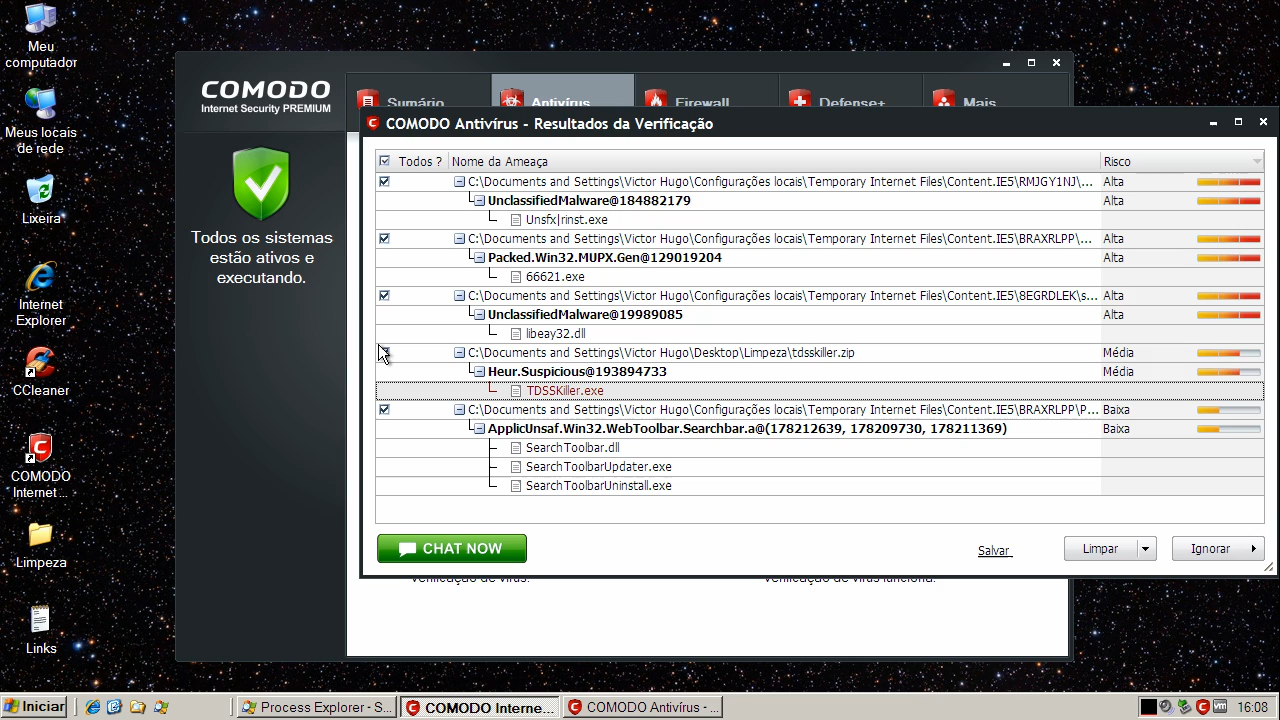 Meu
computador
Meus locais
de rede
Lixeira
Internet
Explorer
CCleaner
COMODO
Internet ...
Limpeza
Links
COMODO
Internet Security PREMIUM
Sumário
Antivírus
Firewall
Defense+
Mais
Todos os sistemas
estão ativos e
executando.
COMODO Antivírus - Resultados da Verificação
Todos ? Nome da Ameaça Risco
C:\Documents and Settings\Victor Hugo\Configurações locais\Temporary Internet Files\Content.IE5\RMJGY1NJ\... Alta
UnclassifiedMalware@184882179 Alta
Unsfx|rinst.exe
C:\Documents and Settings\Victor Hugo\Configurações locais\Temporary Internet Files\Content.IE5\BRAXRLPP\... Alta
Packed.Win32.MUPX.Gen@129019204 Alta
66621.exe
C:\Documents and Settings\Victor Hugo\Configurações locais\Temporary Internet Files\Content.IE5\8EGRDLEK\s... Alta
UnclassifiedMalware@19989085 Alta
libeay32.dll
C:\Documents and Settings\Victor Hugo\Desktop\Limpeza\tdsskiller.zip Média
Heur.Suspicious@193894733 Média
TDSSKiller.exe
C:\Documents and Settings\Victor Hugo\Configurações locais\Temporary Internet Files\Content.IE5\BRAXRLPP\P... Baixa
ApplicUnsaf.Win32.WebToolbar.Searchbar.a@(178212639, 178209730, 178211369) Baixa
SearchToolbar.dll
SearchToolbarUpdater.exe
SearchToolbarUninstall.exe
CHAT NOW
Salvar
Limpar
Ignorar
verificação de vírus.
verificação de vírus funciona.
Iniciar
Process Explorer - S...
COMODO Interne...
COMODO Antivírus - ...
16:08